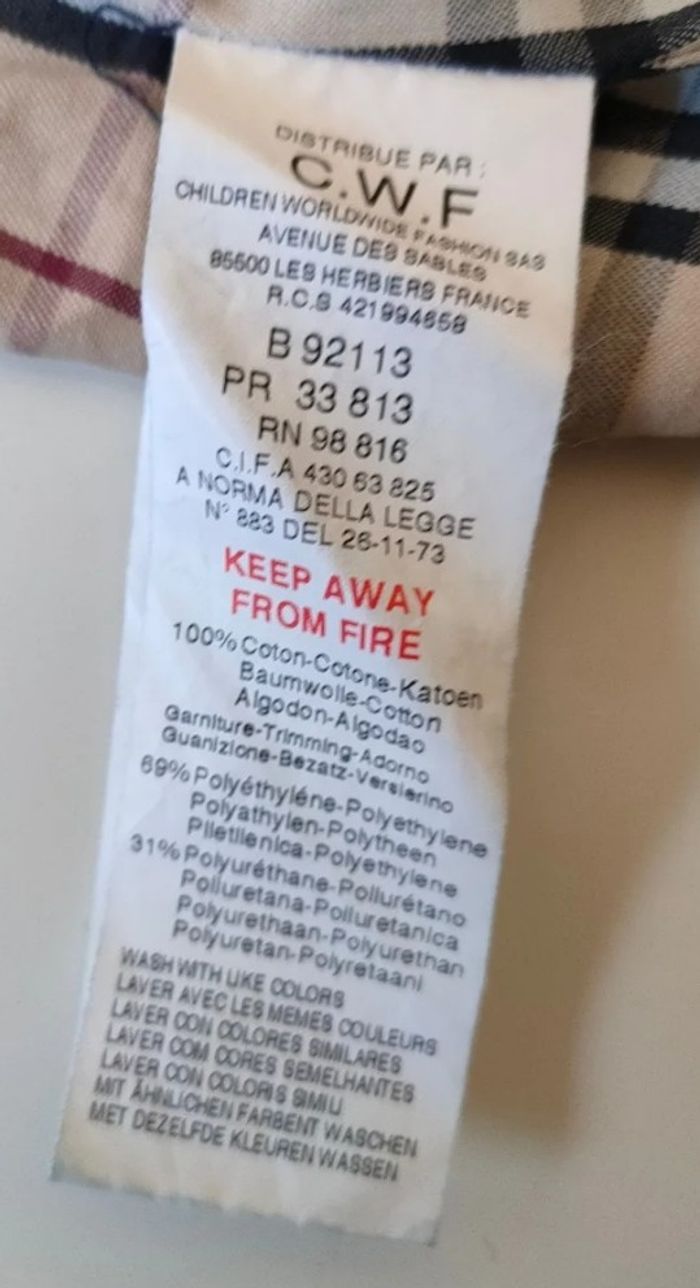 DISTRIBUE PAR :
C.W.F
CHILDREN WORLDWIDE FASHION SAS
AVENUE DES SABLES
85500 LES HERBIERS FRANCE
R.C.S 421994658
B 92113
PR 33 813
RN 98 816
C.I.F.A 430 63 825
A NORMA DELLA LEGGE
N° 883 DEL 26-11-73
KEEP AWAY
FROM FIRE
100% Coton-Cotone-Katoen
Baumwolle-Cotton
Algodon-Algodao
Garniture-Trimming-Adorno
Guanizione-Bezatz-Versierino
69% Polyéthyléne-Polyethylene
Polyathylen-Polytheen
Piletilenica-Polyethylene
31% Polyuréthane-Poliurétano
Poliuretana-Poliuretanica
Polyurethaan-Polyurethan
Polyuretan-Polyretaani
WASH WITH LIKE COLORS
LAVER AVEC LES MEMES COULEURS
LAVER CON COLORES SIMILARES
LAVER COM CORES SEMELHANTES
LAVER CON COLORIS SIMILI
MIT ÄHNLICHEN FARBENT WASCHEN
MET DEZELFDE KLEUREN WASSEN